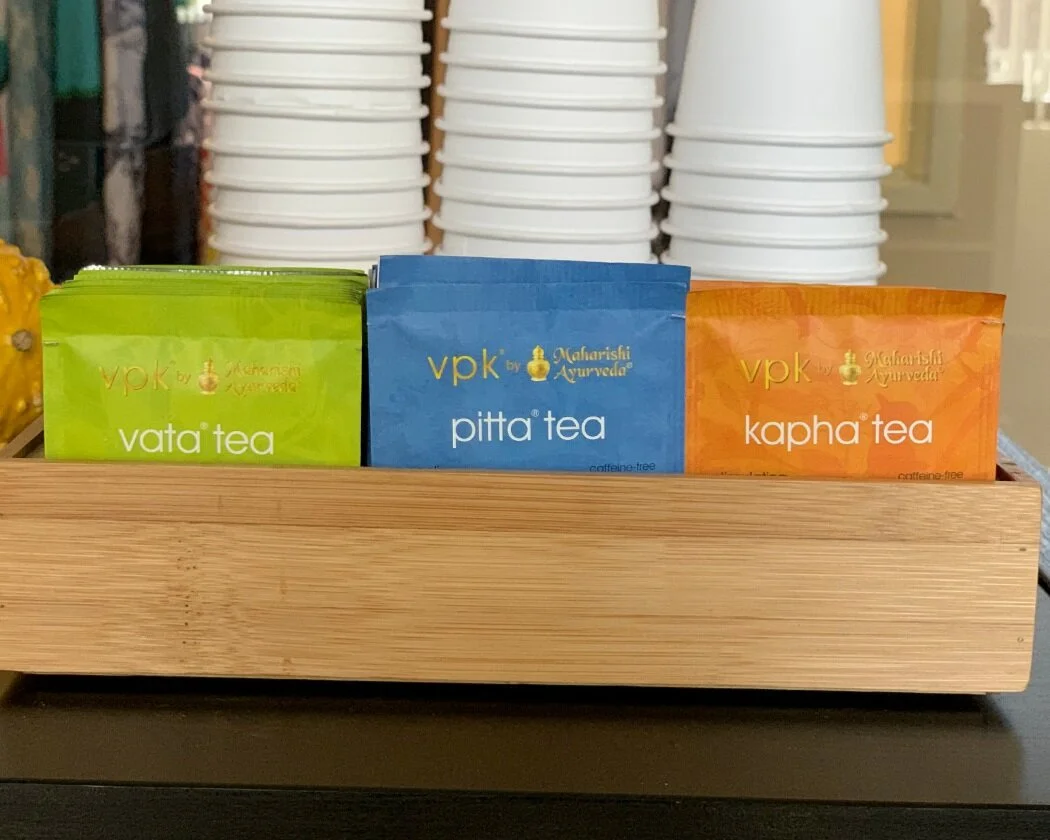 vpk® by Maharishi Ayurveda®
vata® tea
vpk® by Maharishi Ayurveda®
pitta® tea
caffeine-free
vpk® by Maharishi Ayurveda®
kapha® tea
caffeine-free